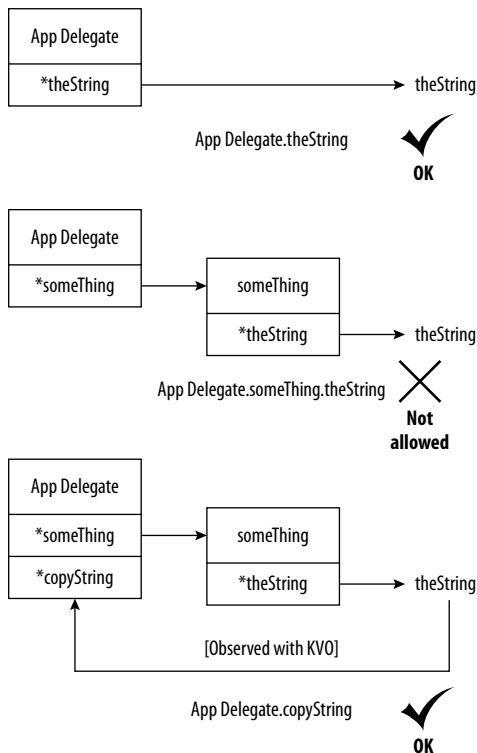 App Delegate
*theString
theString
App Delegate.theString
OK
App Delegate
*someThing
someThing
*theString
theString
App Delegate.someThing.theString
Not
allowed
App Delegate
*someThing
*copyString
someThing
*theString
theString
[Observed with KVO]
App Delegate.copyString
OK